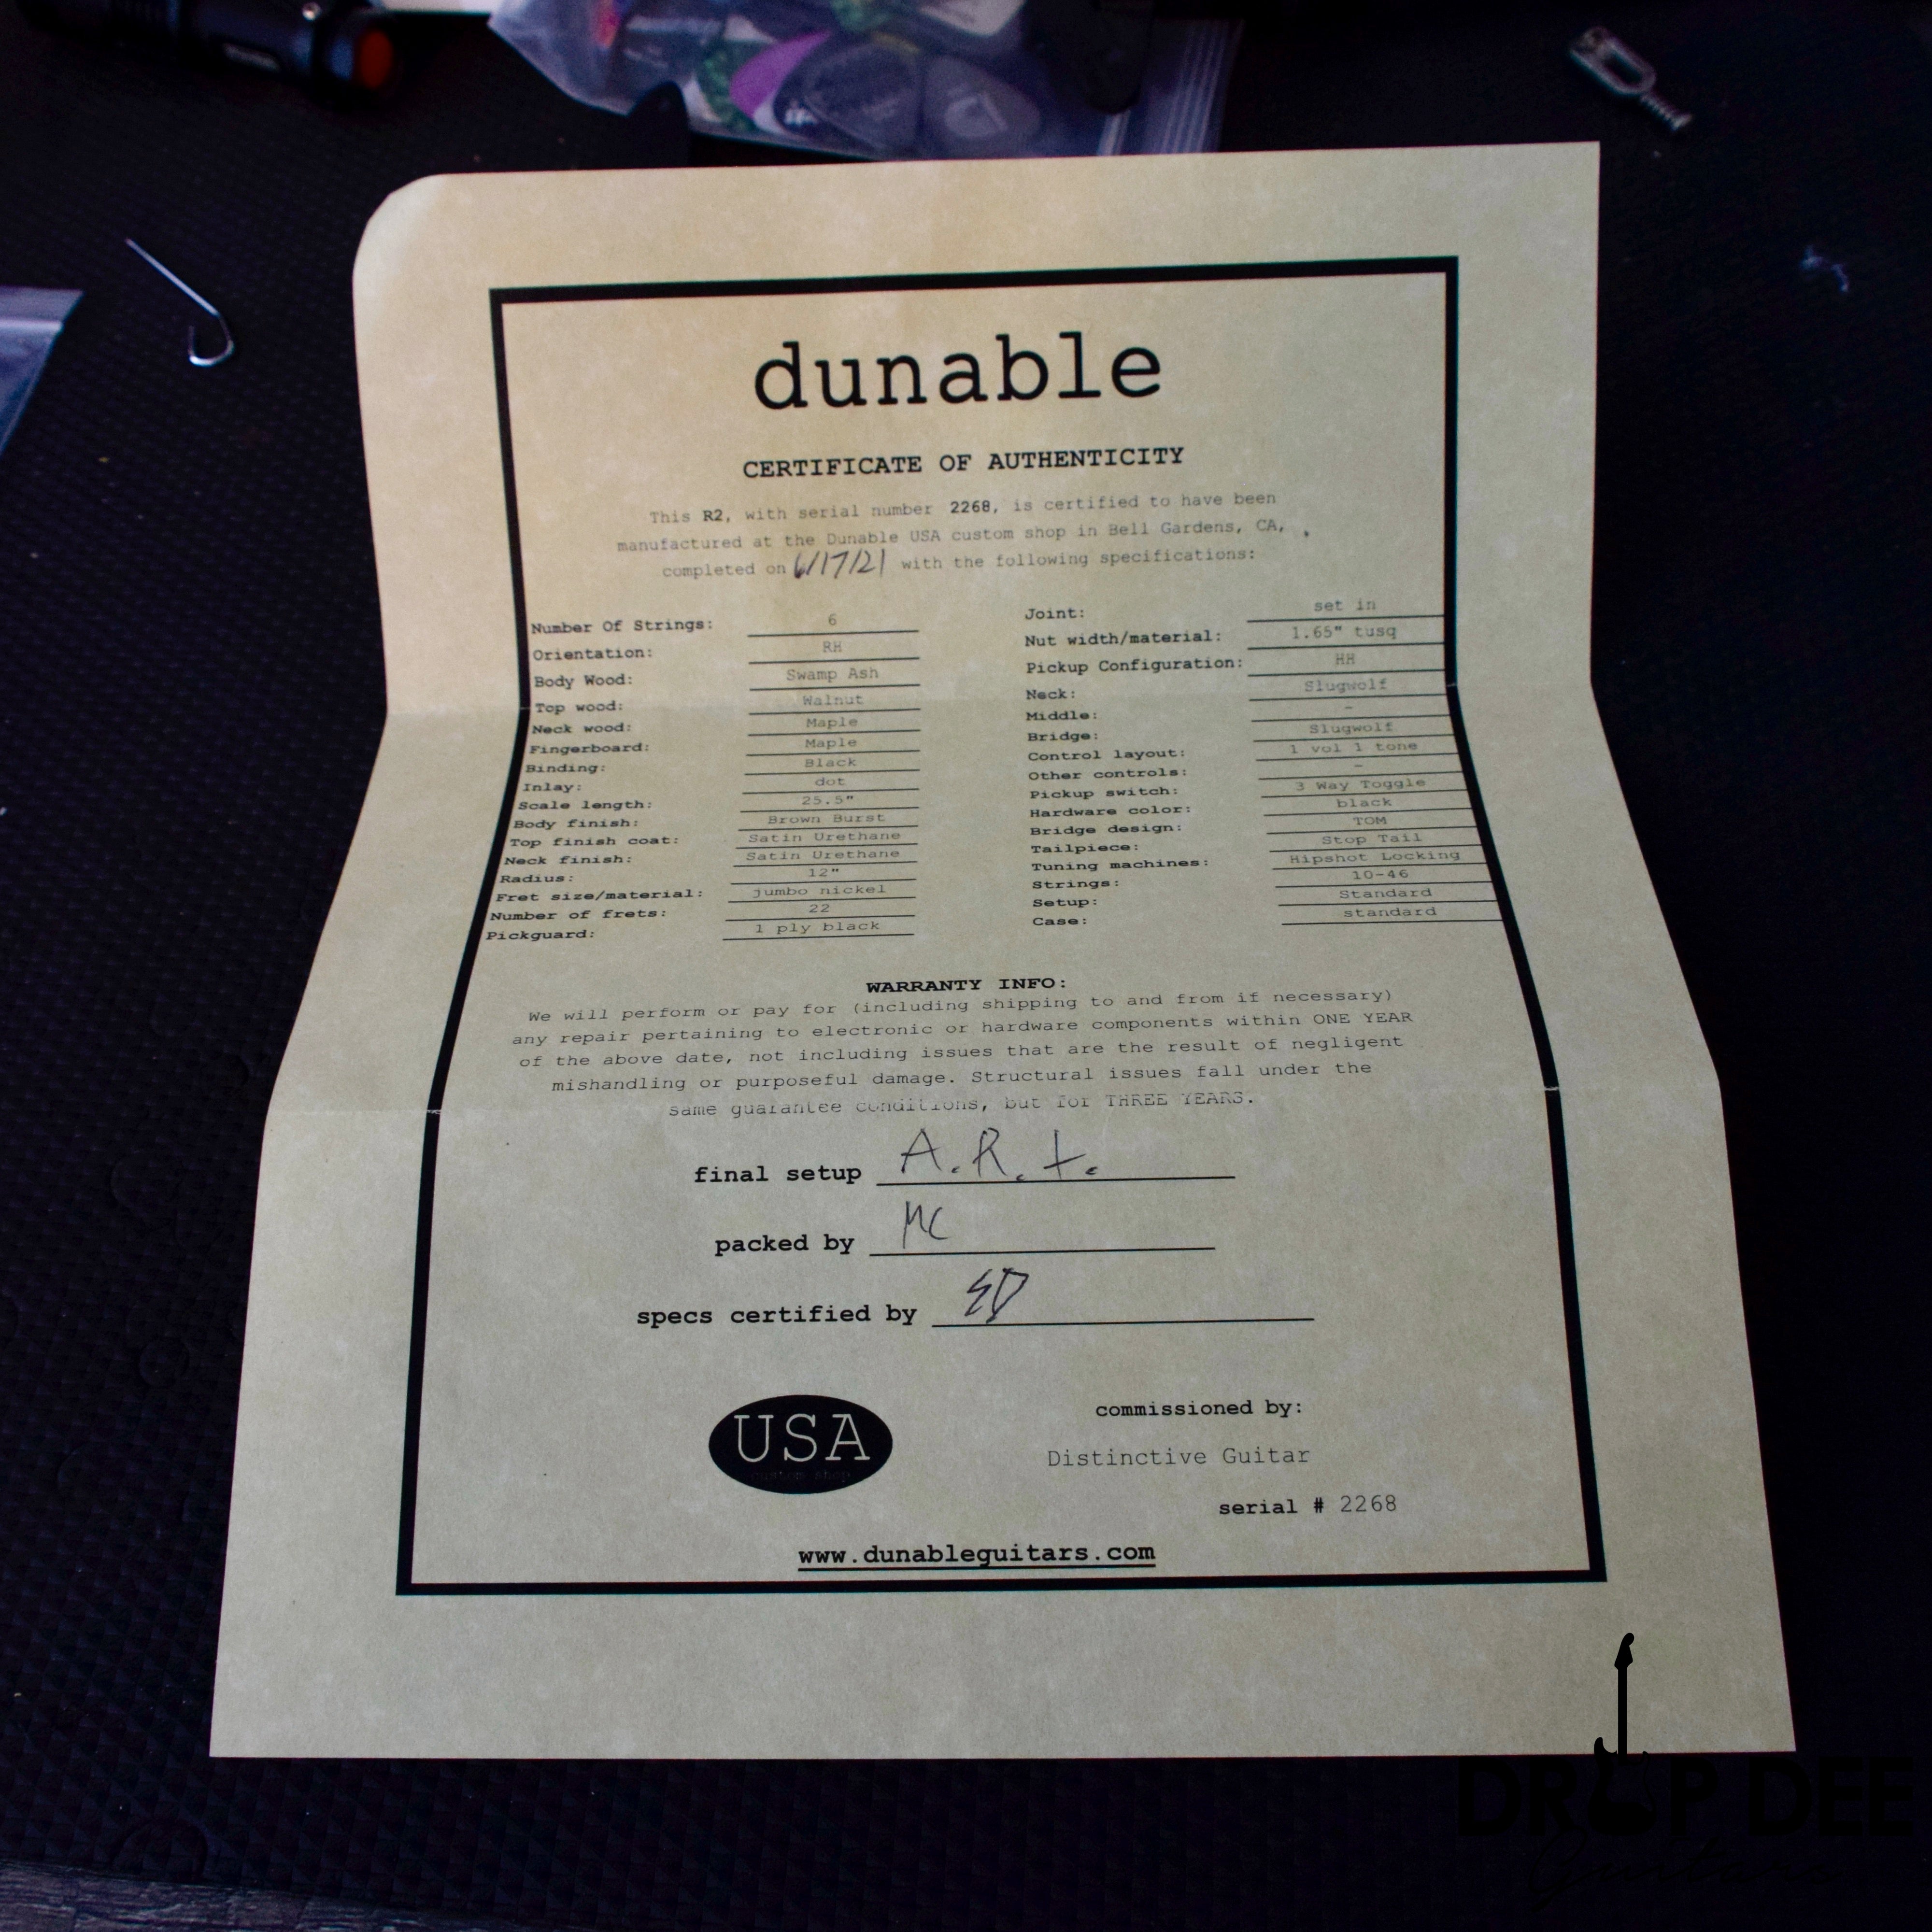 dunable
CERTIFICATE OF AUTHENTICITY
This R2, with serial number 2268, is certified to have been
manufactured at the Dunable USA custom shop in Bell Gardens, CA,
completed on 6/17/21 with the following specifications:
Number Of Strings: 6
Orientation: RH
Body Wood: Swamp Ash
Top wood: Walnut
Neck wood: Maple
Fingerboard: Maple
Binding: Black
Inlay: dot
Scale length: 25.5"
Body finish: Brown Burst
Top finish coat: Satin Urethane
Neck finish: Satin Urethane
Radius: 12"
Fret size/material: jumbo nickel
Number of frets: 22
Pickguard: 1 ply black
Joint: set in
Nut width/material: 1.65" tusq
Pickup Configuration: HH
Neck: Slugwolf
Middle: -
Bridge: Slugwolf
Control layout: 1 vol 1 tone
Other controls: -
Pickup switch: 3 Way Toggle
Hardware color: black
Bridge design: TOM
Tailpiece: Stop Tail
Tuning machines: Hipshot Locking
Strings: 10-46
Setup: Standard
Case: standard
WARRANTY INFO:
We will perform or pay for (including shipping to and from if necessary)
any repair pertaining to electronic or hardware components within ONE YEAR
of the above date, not including issues that are the result of negligent
mishandling or purposeful damage. Structural issues fall under the
same guarantee conditions, but for THREE YEARS.
final setup A.R.t.
packed by MC
specs certified by SD
USA
custom shop
commissioned by:
Distinctive Guitar
serial # 2268
www.dunableguitars.com
DROP DEE
Guitars